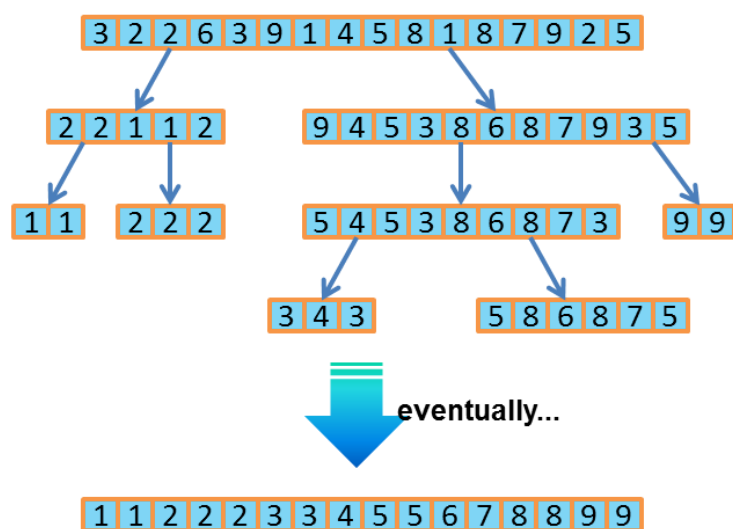 3 2 2 6 3 9 1 4 5 8 1 8 7 9 2 5
2 2 1 1 2 9 4 5 3 8 6 8 7 9 3 5
1 1 2 2 2 5 4 5 3 8 6 8 7 3 9 9
3 4 3 5 8 6 8 7 5
eventually...
1 1 2 2 2 3 3 4 5 5 6 7 8 8 9 9